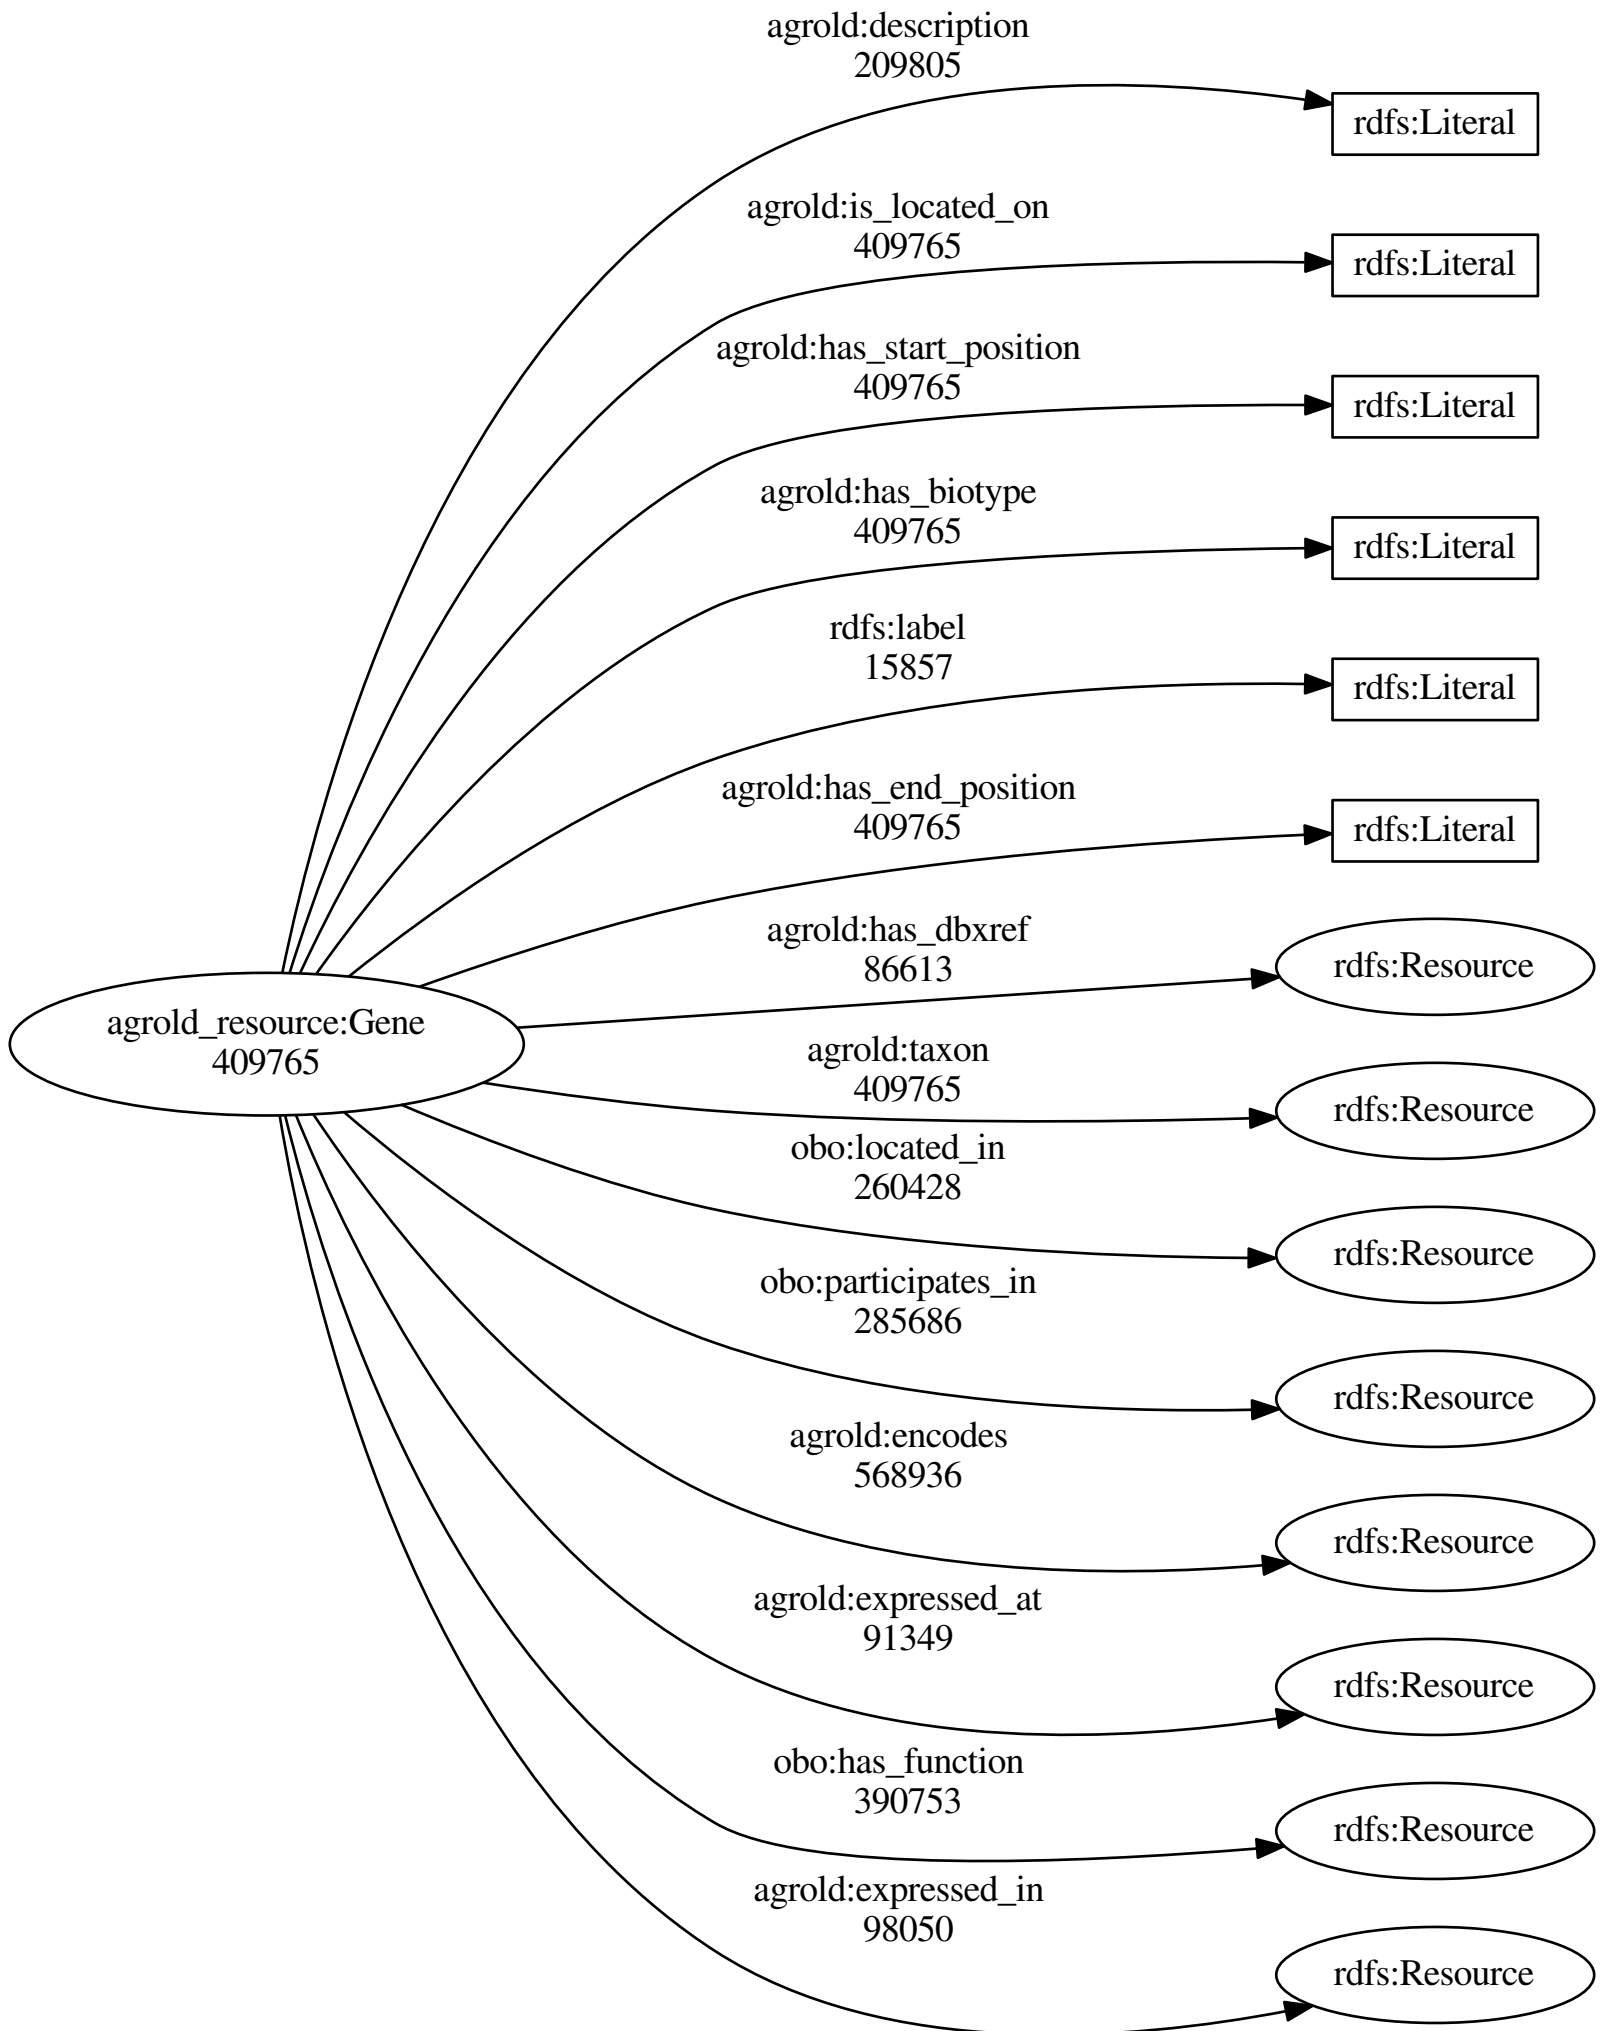 agrold:description
209805
rdfs:Literal
agrold:is_located_on
409765
rdfs:Literal
agrold:has_start_position
409765
rdfs:Literal
agrold:has_biotype
409765
rdfs:Literal
rdfs:label
15857
rdfs:Literal
agrold:has_end_position
409765
rdfs:Literal
agrold:has_dbxref
86613
rdfs:Resource
agrold_resource:Gene
409765
agrold:taxon
409765
rdfs:Resource
obo:located_in
260428
rdfs:Resource
obo:participates_in
285686
rdfs:Resource
agrold:encodes
568936
rdfs:Resource
agrold:expressed_at
91349
rdfs:Resource
obo:has_function
390753
rdfs:Resource
agrold:expressed_in
98050
rdfs:Resource